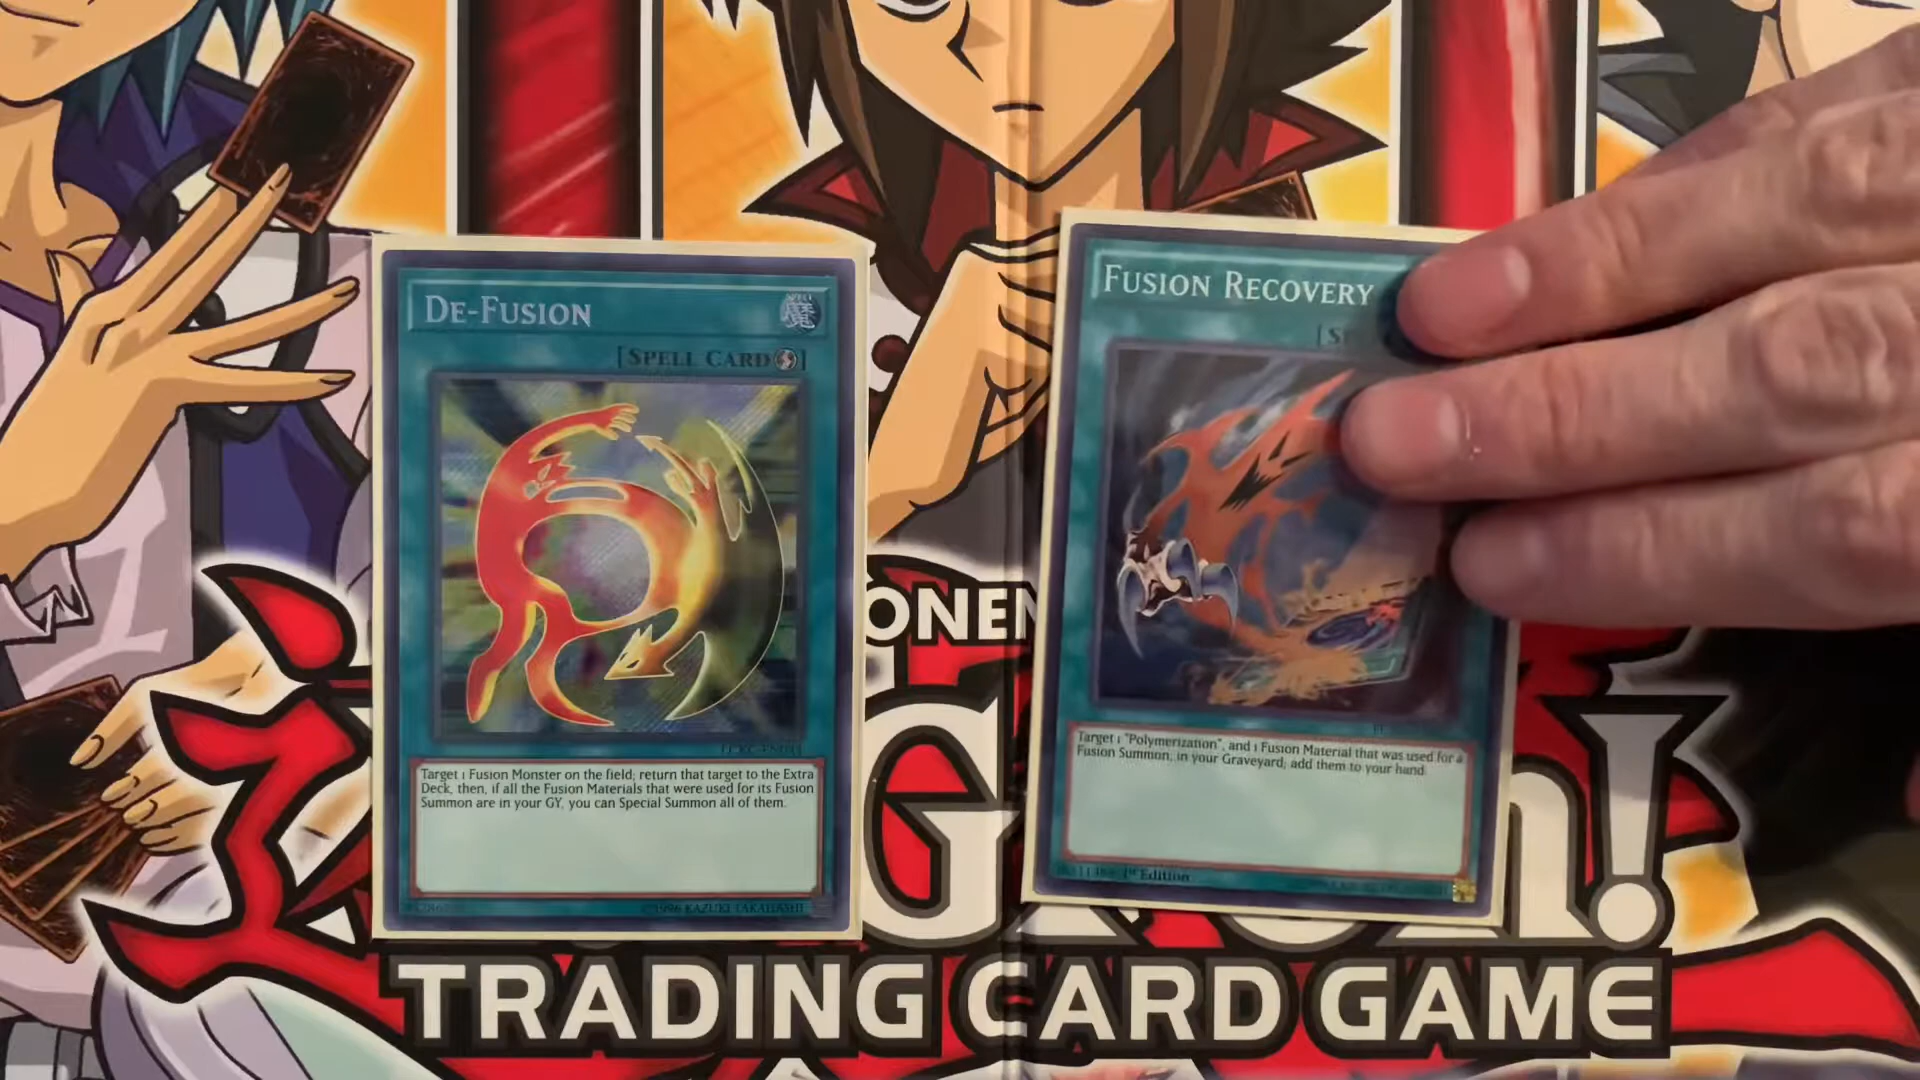 DE-FUSION
[SPELL CARD]
Target 1 Fusion Monster on the field; return that target to the Extra
Deck, then, if all the Fusion Materials that were used for its Fusion
Summon are in your GY, you can Special Summon all of them.
©1996 KAZUKI TAKAHASHI
FUSION RECOVERY
Target 1 "Polymerization", and 1 Fusion Material that was used for a
Fusion Summon, in your Graveyard; add them to your hand.
1st Edition
TRADING CARD GAME